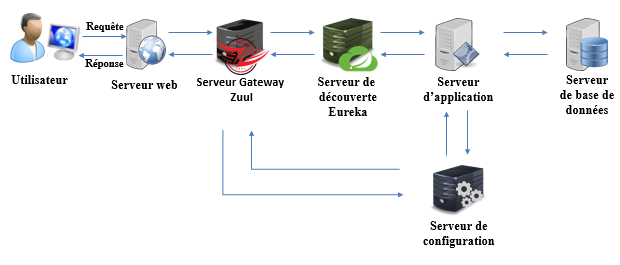 Requête
Réponse
Utilisateur
Serveur web
Serveur Gateway
Zuul
Serveur de
découverte
Eureka
Serveur
d'application
Serveur
de base de
données
Serveur de
configuration